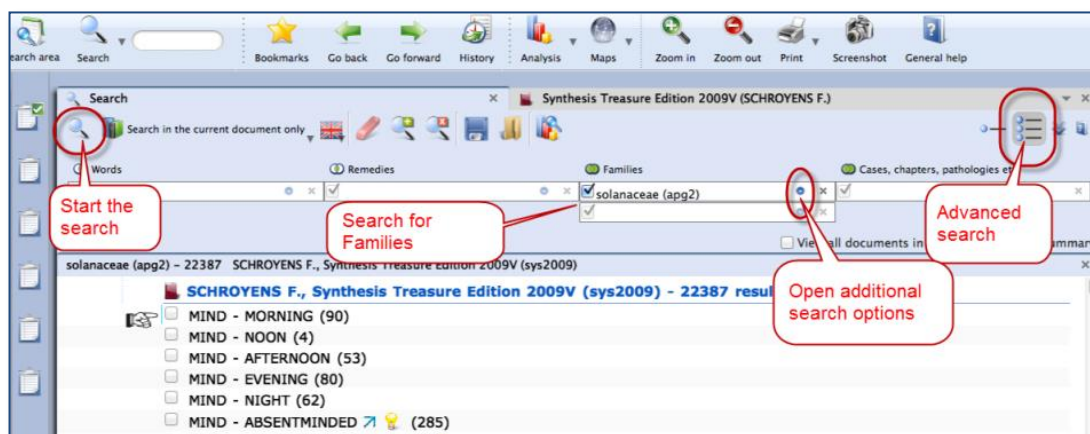 earch area Search Bookmarks Go back Go forward History Analysis Maps Zoom in Zoom out Print Screenshot General help
Search Synthesis Treasure Edition 2009V (SCHROYENS F.)
Search in the current document only
Words Remedies Families Cases, chapters, pathologies et
solanaceae (apg2)
Start the
search
Search for
Families
Advanced
search
Vie all documents in ummar
Open additional
search options
solanaceae (apg2) - 22387 SCHROYENS F., Synthesis Treasure Edition 2009V (sys2009)
SCHROYENS F., Synthesis Treasure Edition 2009V (sys2009) - 22387 resul
MIND - MORNING (90)
MIND - NOON (4)
MIND - AFTERNOON (53)
MIND - EVENING (80)
MIND - NIGHT (62)
MIND - ABSENTMINDED (285)